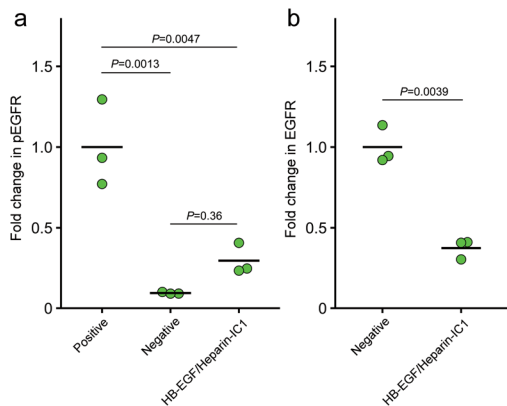 a
P=0.0047
P=0.0013
P=0.36
Fold change in pEGFR
1.5
1.0
0.5
0
Positive
Negative
HB-EGF/Heparin-IC1
b
P=0.0039
Fold change in EGFR
1.5
1.0
0.5
0
Negative
HB-EGF/Heparin-IC1